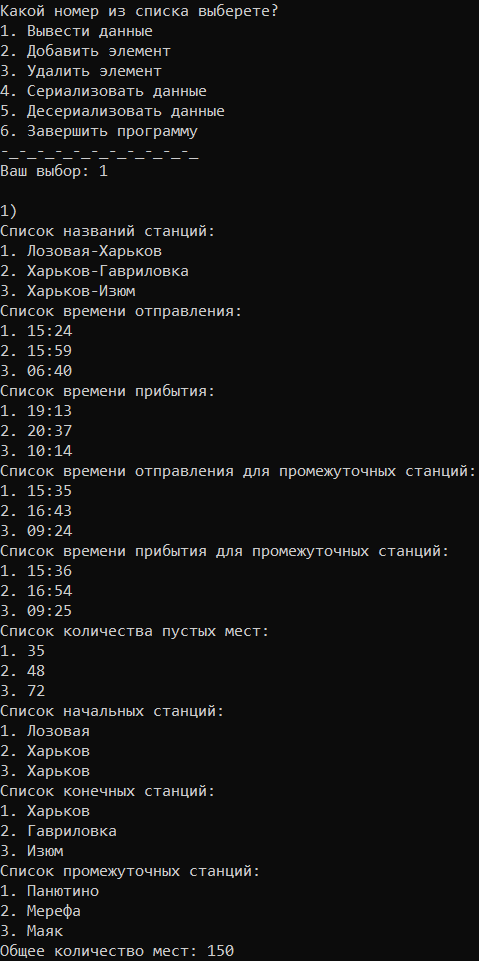 Какой номер из списка выберете?
1. Вывести данные
2. Добавить элемент
3. Удалить элемент
4. Сериализовать данные
5. Десериализовать данные
6. Завершить программу
-_-_-_-_-_-_-_-_-_-_-_
Ваш выбор: 1
1)
Список названий станций:
1. Лозовая-Харьков
2. Харьков-Гавриловка
3. Харьков-Изюм
Список времени отправления:
1. 15:24
2. 15:59
3. 06:40
Список времени прибытия:
1. 19:13
2. 20:37
3. 10:14
Список времени отправления для промежуточных станций:
1. 15:35
2. 16:43
3. 09:24
Список времени прибытия для промежуточных станций:
1. 15:36
2. 16:54
3. 09:25
Список количества пустых мест:
1. 35
2. 48
3. 72
Список начальных станций:
1. Лозовая
2. Харьков
3. Харьков
Список конечных станций:
1. Харьков
2. Гавриловка
3. Изюм
Список промежуточных станций:
1. Панютино
2. Мерефа
3. Маяк
Общее количество мест: 150